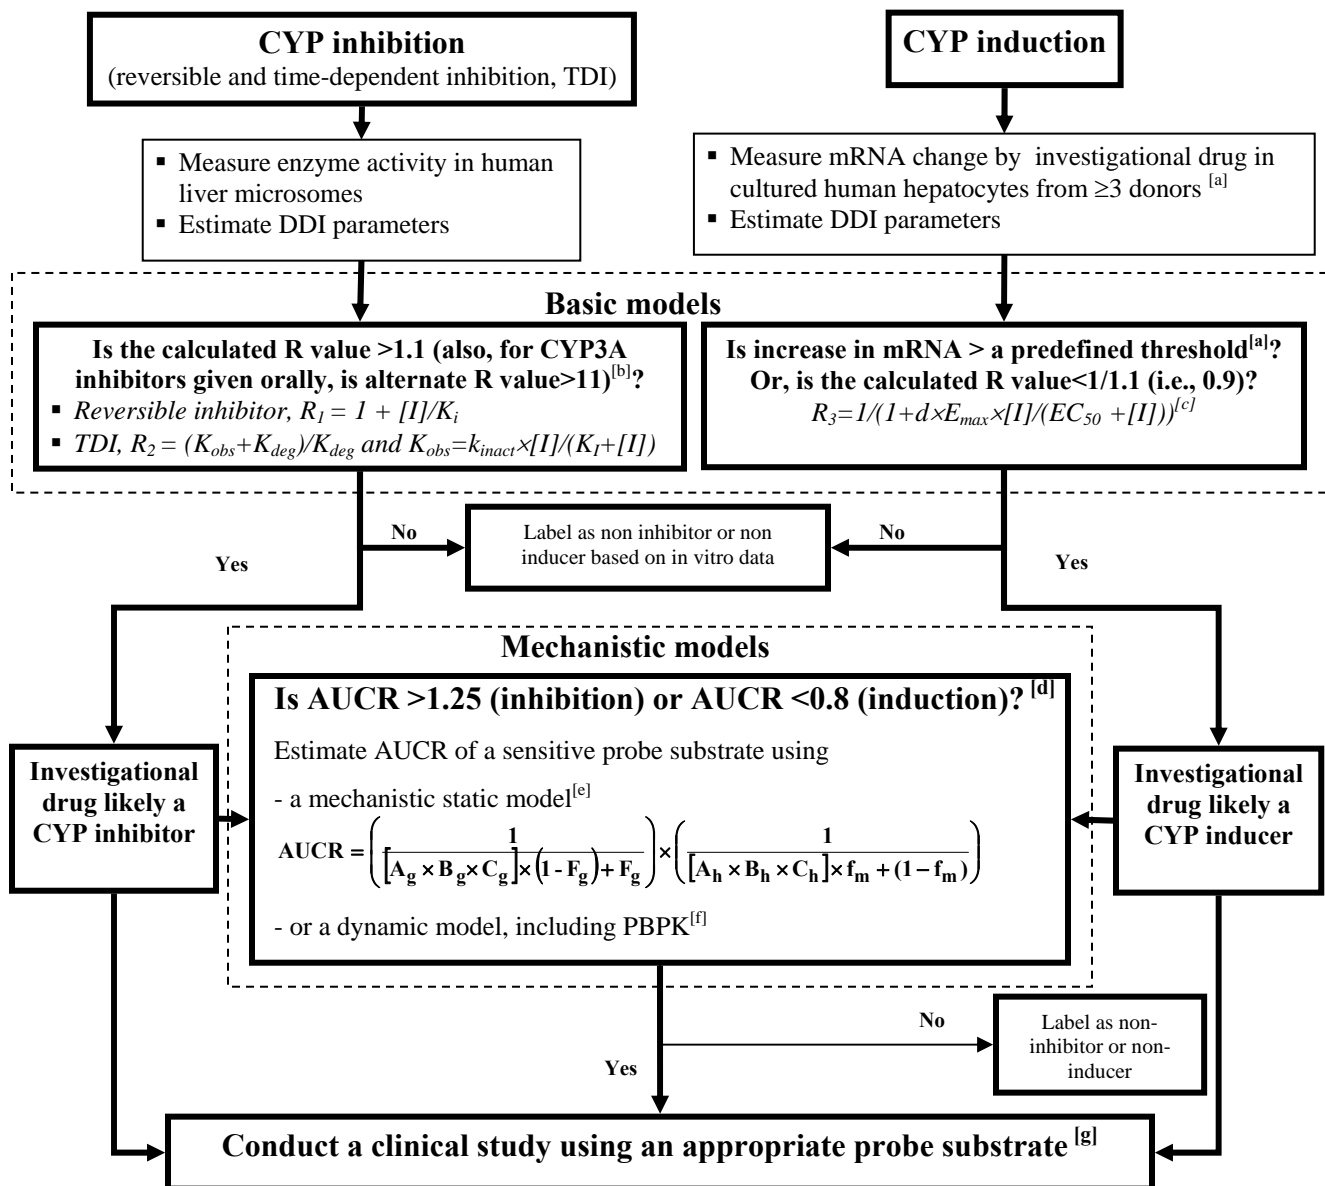 CYP inhibition
(reversible and time-dependent inhibition, TDI)
CYP induction
▪ Measure enzyme activity in human
liver microsomes
▪ Estimate DDI parameters
▪ Measure mRNA change by investigational drug in
cultured human hepatocytes from ≥3 donors [a]
▪ Estimate DDI parameters
Basic models
Is the calculated R value >1.1 (also, for CYP3A
inhibitors given orally, is alternate R value>11)[b]?
▪ Reversible inhibitor, R1 = 1 + [I]/Ki
▪ TDI, R2 = (Kobs+Kdeg)/Kdeg and Kobs=kinact×[I]/(KI+[I])
Is increase in mRNA > a predefined threshold[a]?
Or, is the calculated R value<1/1.1 (i.e., 0.9)?
R3=1/(1+d×Emax×[I]/(EC50 +[I]))[c]
No
Label as non inhibitor or non
inducer based on in vitro data
No
Yes
Yes
Mechanistic models
Is AUCR >1.25 (inhibition) or AUCR <0.8 (induction)? [d]
Estimate AUCR of a sensitive probe substrate using
- a mechanistic static model[e]
AUCR = (1/([Ag × Bg × Cg] × (1 - Fg) + Fg)) × (1/([Ah × Bh × Ch] × fm + (1 − fm)))
- or a dynamic model, including PBPK[f]
Investigational
drug likely a
CYP inhibitor
Investigational
drug likely a
CYP inducer
No
Label as non-
inhibitor or non-
inducer
Yes
Conduct a clinical study using an appropriate probe substrate [g]